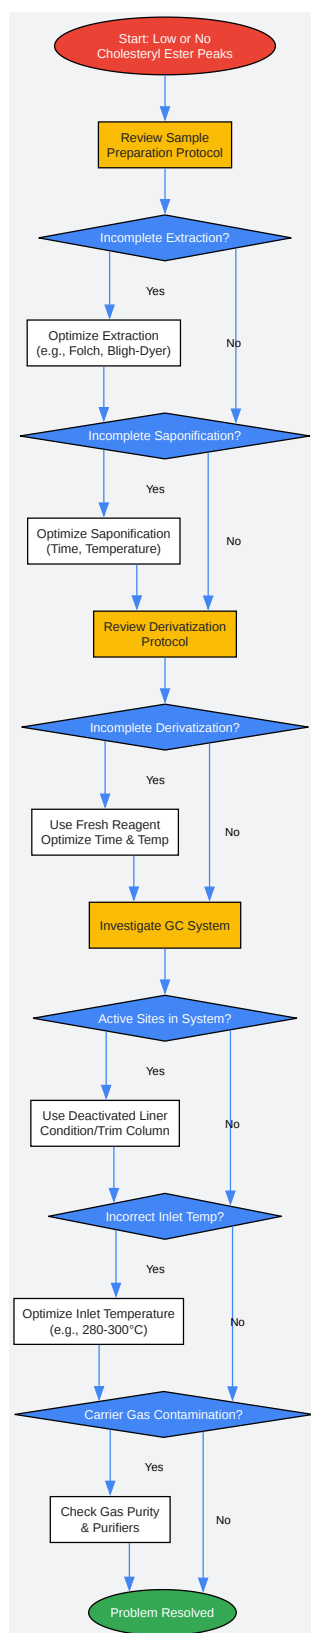 Start: Low or No
Cholesteryl Ester Peaks
Review Sample
Preparation Protocol
Incomplete Extraction?
Yes
Optimize Extraction
(e.g., Folch, Bligh-Dyer)
No
Incomplete Saponification?
Yes
Optimize Saponification
(Time, Temperature)
No
Review Derivatization
Protocol
Incomplete Derivatization?
Yes
Use Fresh Reagent
Optimize Time & Temp
No
Investigate GC System
Active Sites in System?
Yes
Use Deactivated Liner
Condition/Trim Column
No
Incorrect Inlet Temp?
Yes
Optimize Inlet Temperature
(e.g., 280-300°C)
No
Carrier Gas Contamination?
Yes
Check Gas Purity
& Purifiers
No
Problem Resolved